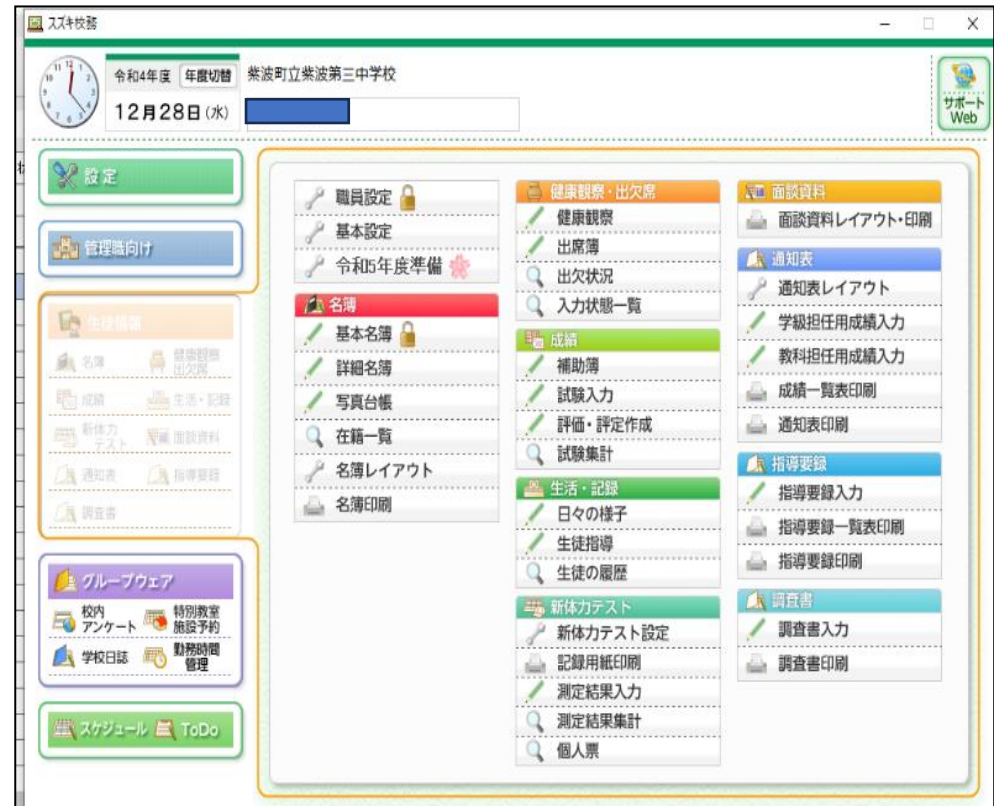 スズキ校務
令和4年度 年度切替 紫波町立紫波第三中学校
12月28日(水)
サポート
Web
設定
管理職向け
生徒情報
名簿 健康観察
出欠席
成績 生活・記録
新体力
テスト 面談資料
通知表 指導要録
調査書
グループウェア
校内
アンケート
特別教室
施設予約
学校日誌
勤務時間
管理
スケジュール ToDo
職員設定
基本設定
令和5年度準備
名簿
基本名簿
詳細名簿
写真台帳
在籍一覧
名簿レイアウト
名簿印刷
健康観察・出欠席
健康観察
出席簿
出欠状況
入力状態一覧
成績
補助簿
試験入力
評価・評定作成
試験集計
生活・記録
日々の様子
生徒指導
生徒の履歴
新体力テスト
新体力テスト設定
記録用紙印刷
測定結果入力
測定結果集計
個人票
面談資料
面談資料レイアウト・印刷
通知表
通知表レイアウト
学級担任用成績入力
教科担任用成績入力
成績一覧表印刷
通知表印刷
指導要録
指導要録入力
指導要録一覧表印刷
指導要録印刷
調査書
調査書入力
調査書印刷